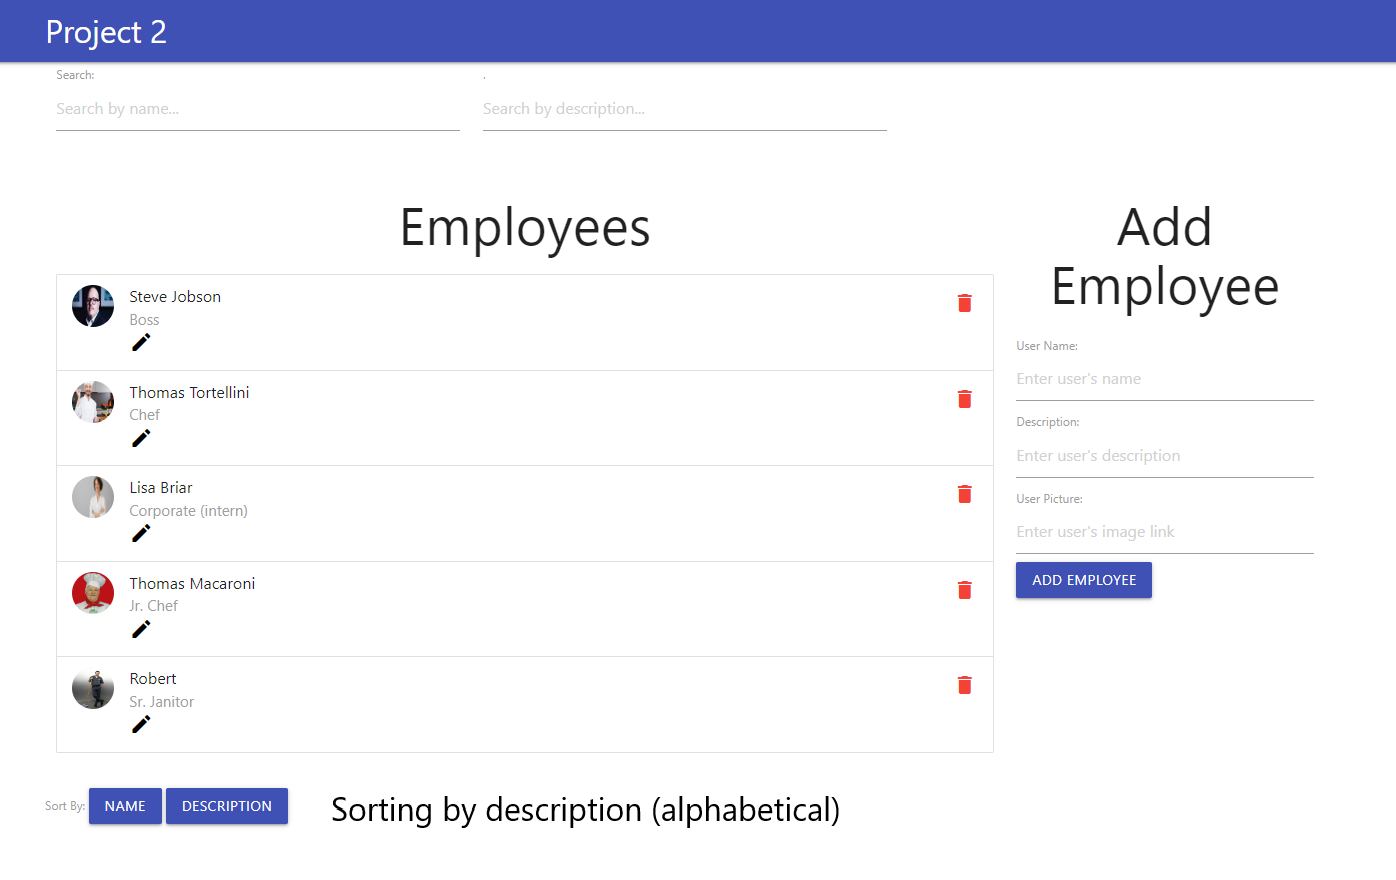 Project 2
Search:
.
Search by name...
Search by description...
Employees
Steve Jobson
Boss
Thomas Tortellini
Chef
Lisa Briar
Corporate (intern)
Thomas Macaroni
Jr. Chef
Robert
Sr. Janitor
Add
Employee
User Name:
Enter user's name
Description:
Enter user's description
User Picture:
Enter user's image link
ADD EMPLOYEE
Sort By: NAME DESCRIPTION
Sorting by description (alphabetical)